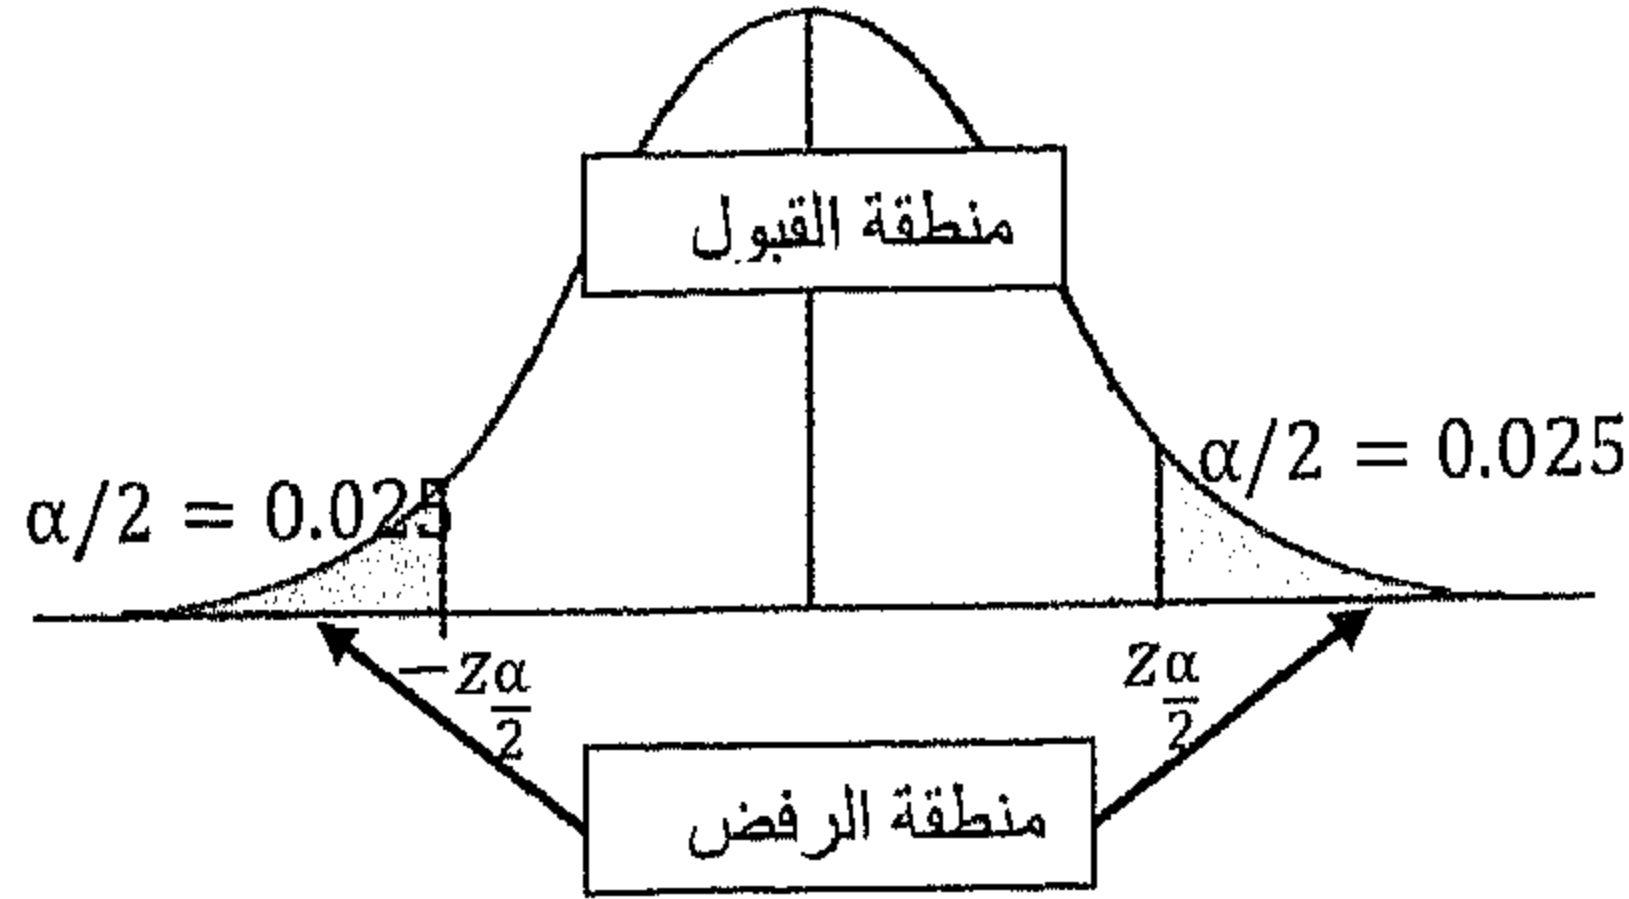 منطقة القبول
α/2 = 0.025
α/2 = 0.025
−Zα/2
Zα/2
منطقة الرفض